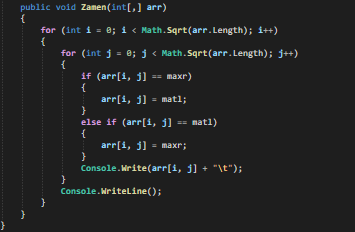 public void Zamen(int[,] arr)
{
for (int i = 0; i < Math.Sqrt(arr.Length); i++)
{
for (int j = 0; j < Math.Sqrt(arr.Length); j++)
{
if (arr[i, j] == maxr)
{
arr[i, j] = matl;
}
else if (arr[i, j] == matl)
{
arr[i, j] = maxr;
}
Console.Write(arr[i, j] + "\t");
}
Console.WriteLine();
}
}
}